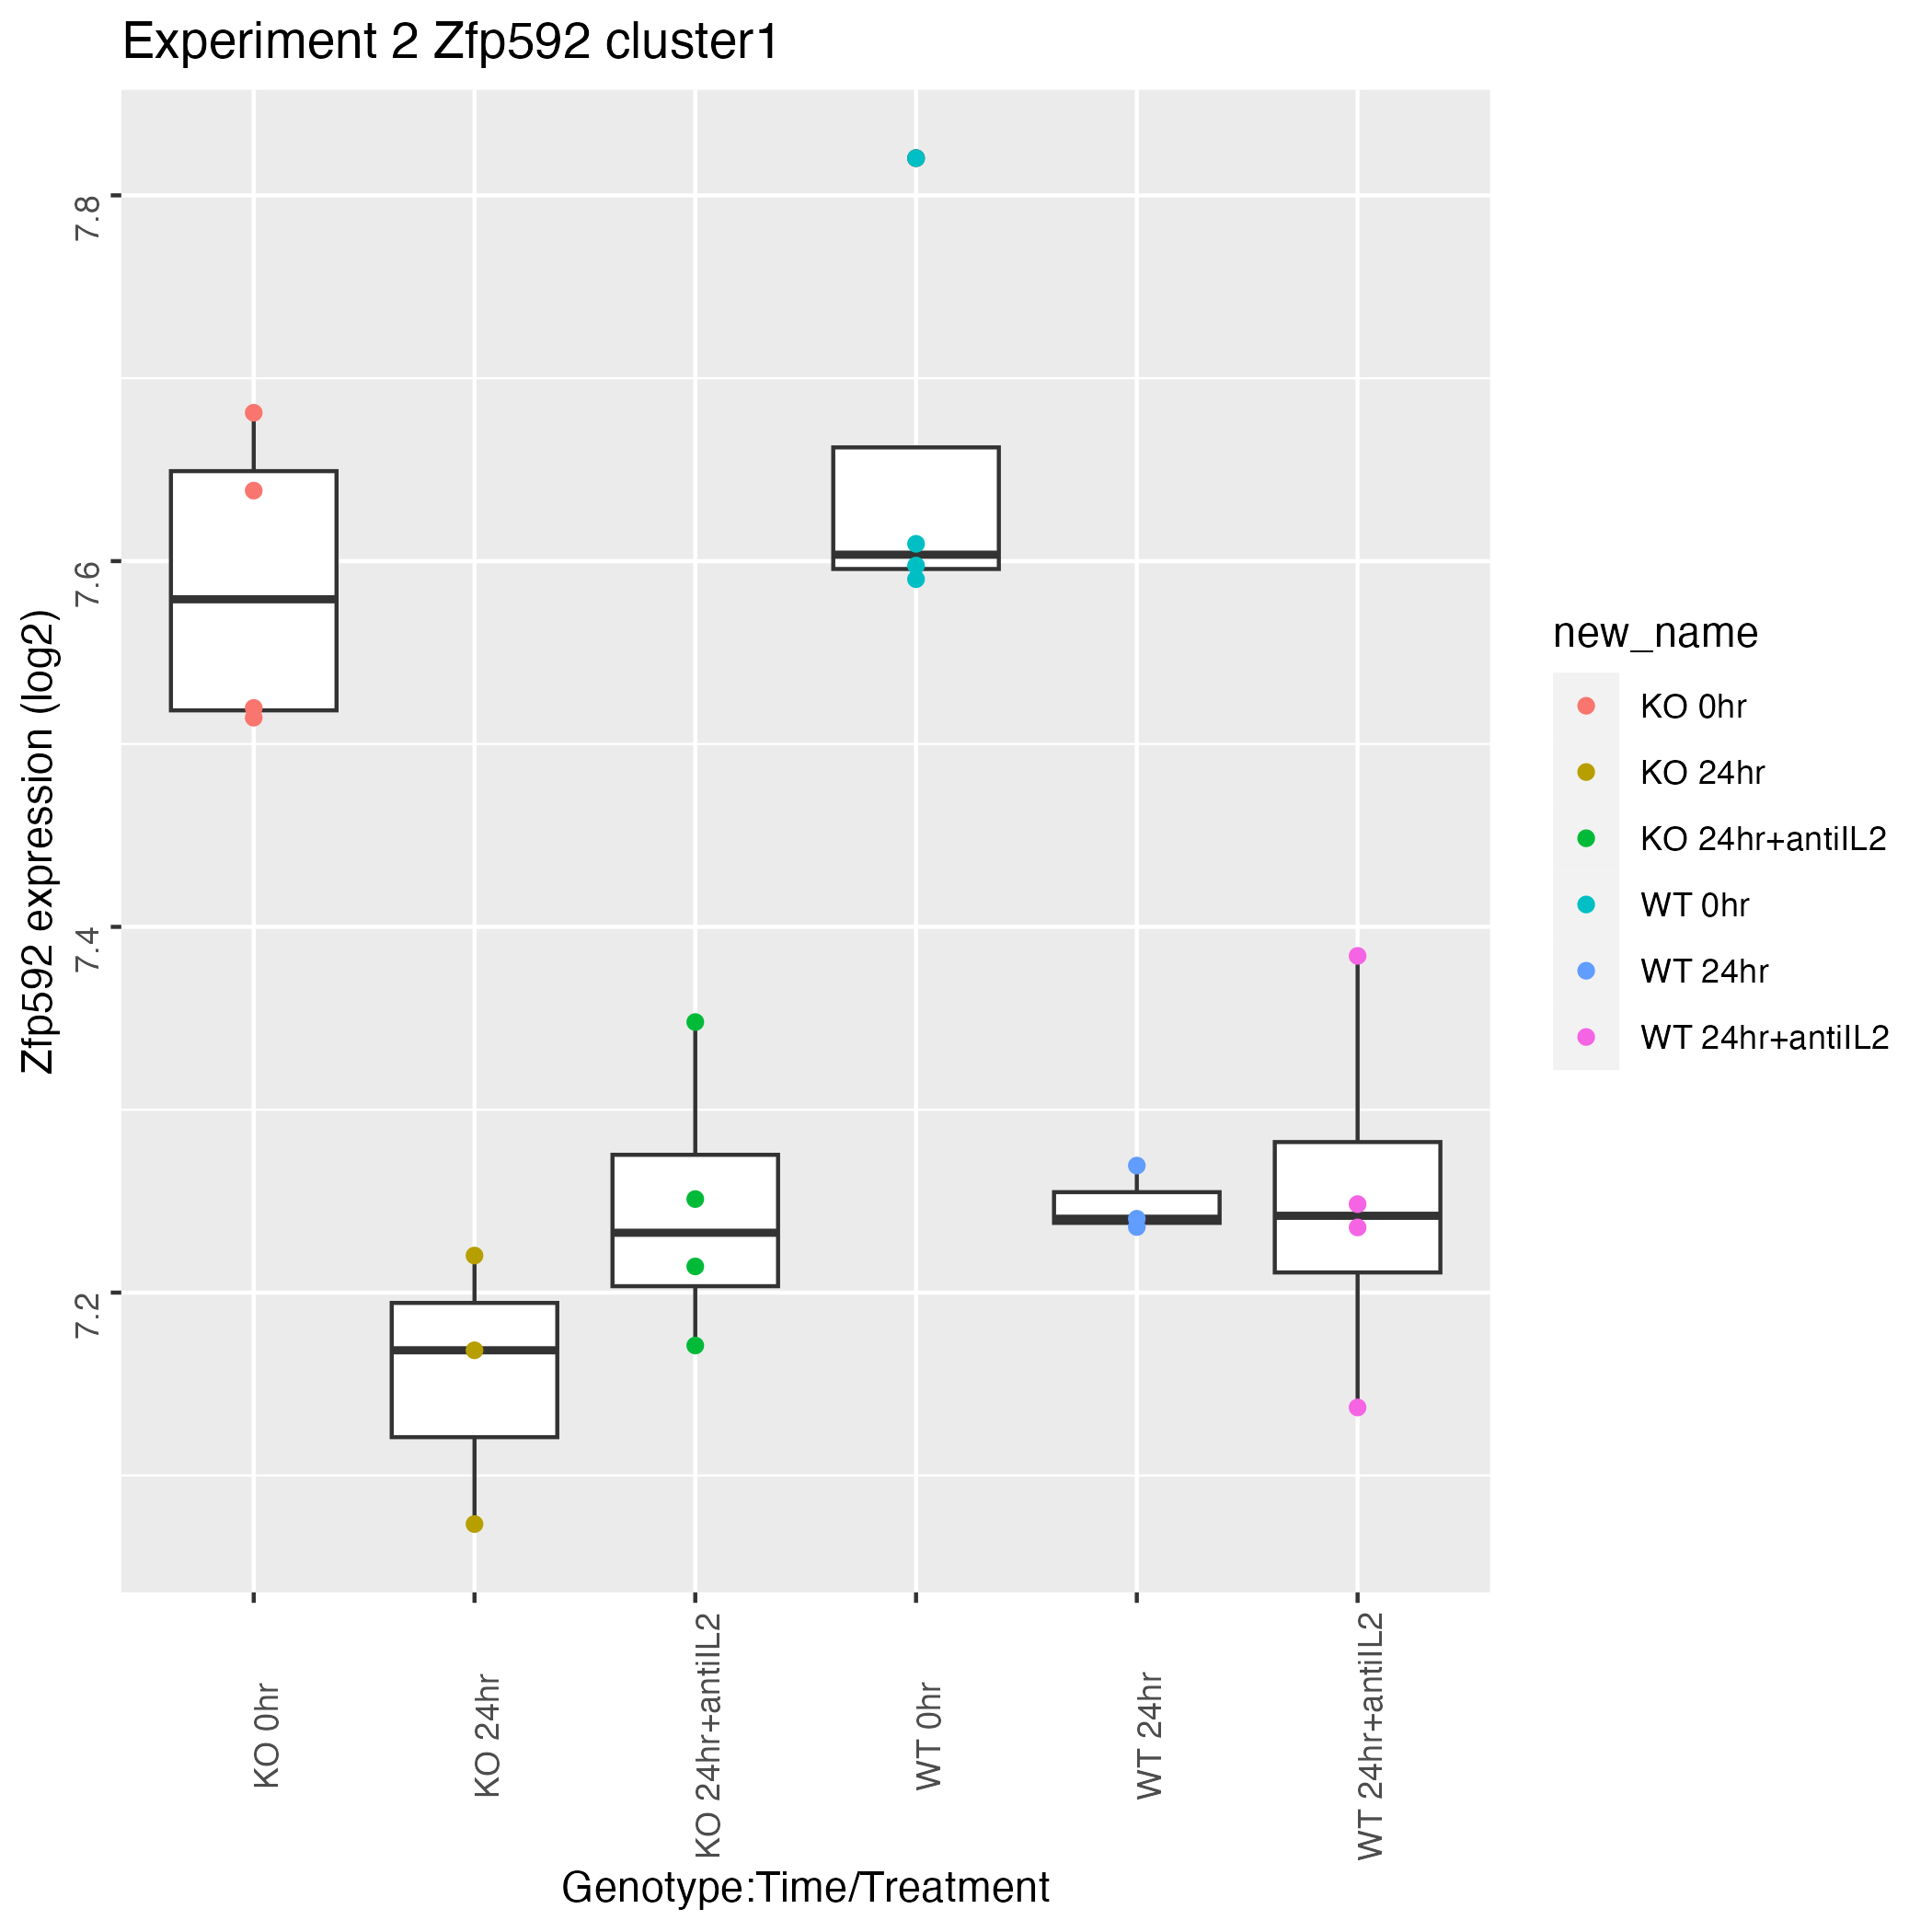 Experiment 2 Zfp592 cluster1
Zfp592 expression (log2)
7.8
7.6
7.4
7.2
KO 0hr
KO 24hr
KO 24hr+antiIL2
WT 0hr
WT 24hr
WT 24hr+antiIL2
Genotype:Time/Treatment
new_name
KO 0hr
KO 24hr
KO 24hr+antiIL2
WT 0hr
WT 24hr
WT 24hr+antiIL2